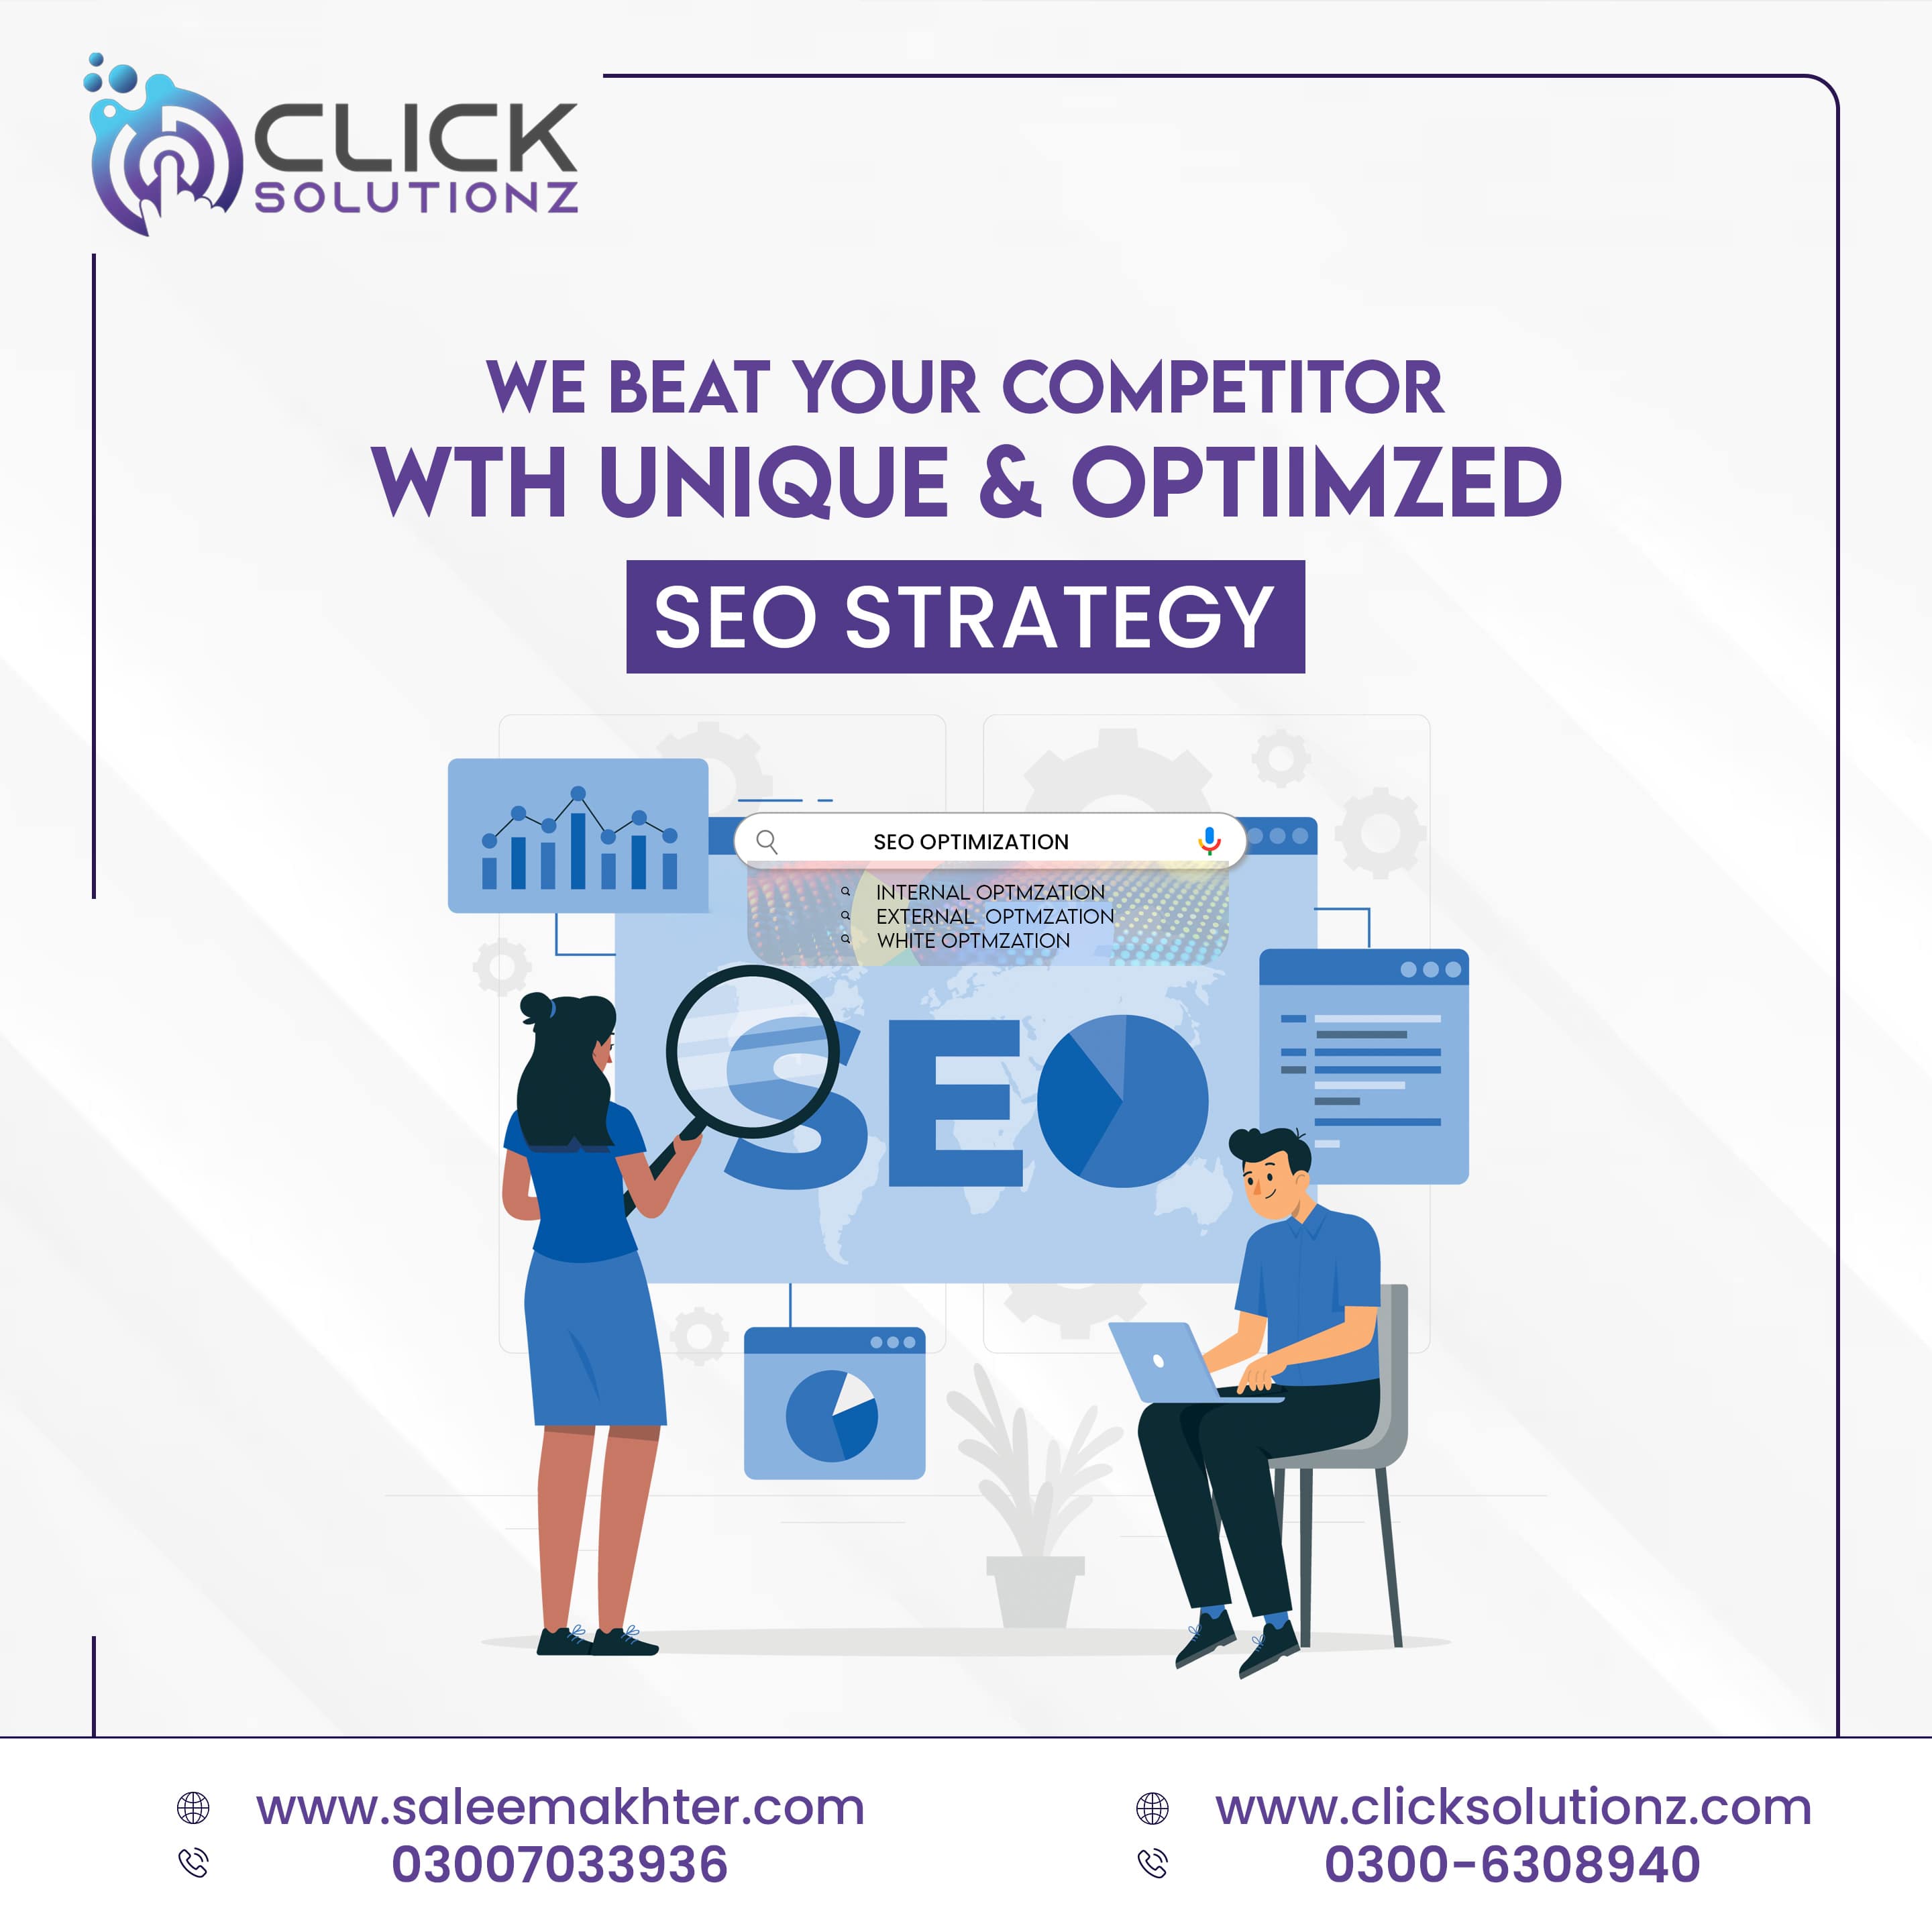 CLICK
SOLUTIONZ
WE BEAT YOUR COMPETITOR
WTH UNIQUE & OPTIIMZED
SEO STRATEGY
SEO OPTIMIZATION
INTERNAL OPTMZATION
EXTERNAL OPTMZATION
WHITE OPTMZATION
SEO
www.saleemakhter.com
03007033936
www.clicksolutionz.com
0300-6308940